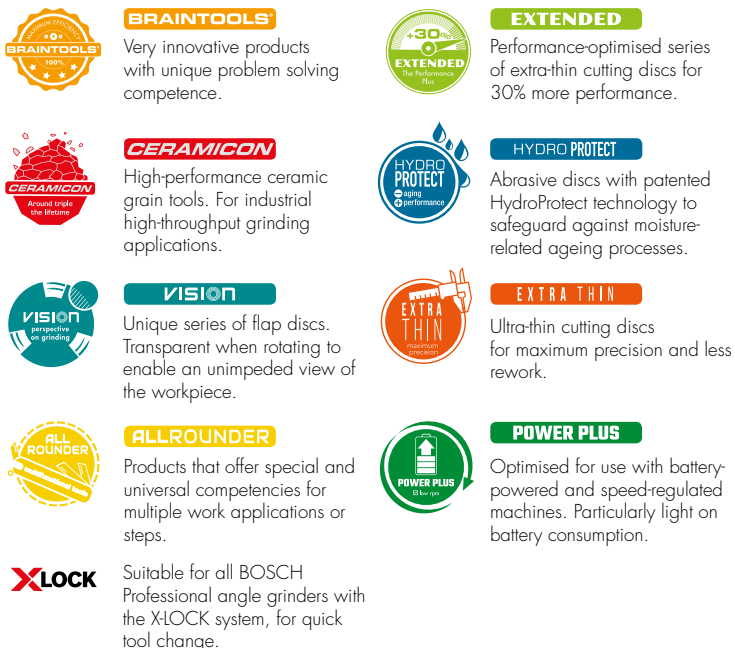 MAXIMUM EFFICIENCY
BRAINTOOLS®
100%
BRAINTOOLS®
Very innovative products
with unique problem solving
competence.
CERAMICON
Around triple
the lifetime
CERAMICON
High-performance ceramic
grain tools. For industrial
high-throughput grinding
applications.
VISION
perspective
on grinding
VISION
Unique series of flap discs.
Transparent when rotating to
enable an unimpeded view of
the workpiece.
ALL
ROUNDER
ALLROUNDER
Products that offer special and
universal competencies for
multiple work applications or
steps.
X LOCK
Suitable for all BOSCH
Professional angle grinders with
the X-LOCK system, for quick
tool change.
+30%
EXTENDED
The Performance
Plus
EXTENDED
Performance-optimised series
of extra-thin cutting discs for
30% more performance.
HYDRO
PROTECT
aging
performance
HYDRO PROTECT
Abrasive discs with patented
HydroProtect technology to
safeguard against moisture-
related ageing processes.
EXTRA
THIN
maximum
precision
EXTRA THIN
Ultra-thin cutting discs
for maximum precision and less
rework.
POWER PLUS
low rpm
POWER PLUS
Optimised for use with battery-
powered and speed-regulated
machines. Particularly light on
battery consumption.